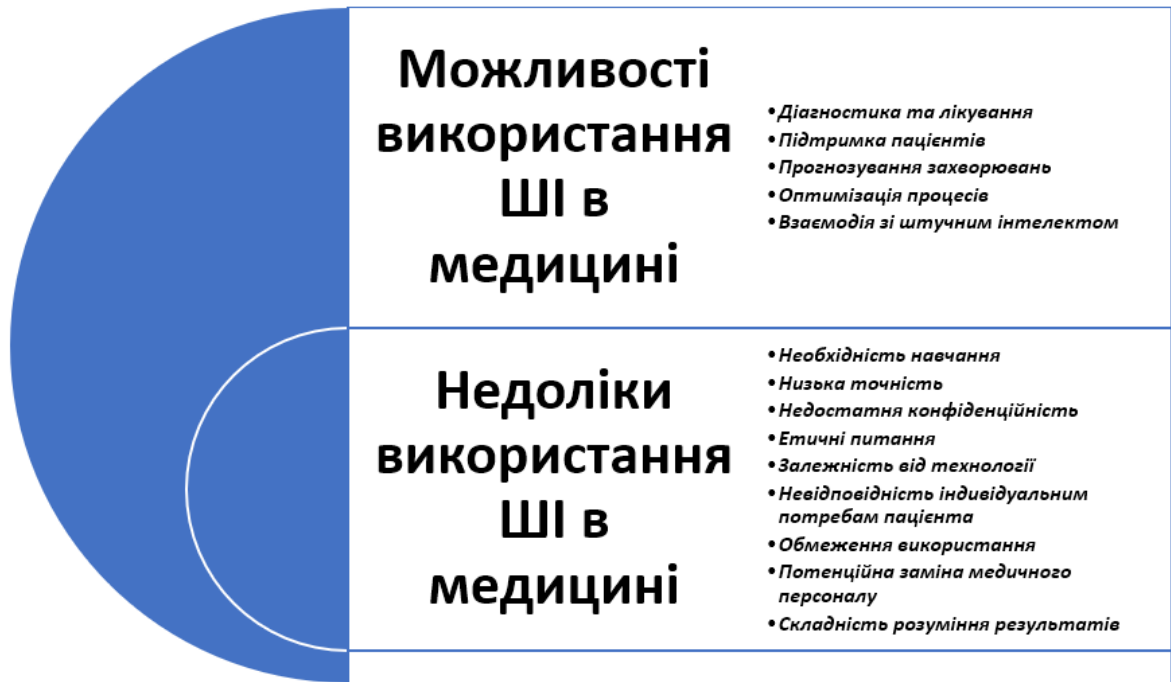 Можливості
використання
ШІ в
медицині
•Діагностика та лікування
•Підтримка пацієнтів
•Прогнозування захворювань
•Оптимізація процесів
•Взаємодія зі штучним інтелектом
Недоліки
використання
ШІ в
медицині
•Необхідність навчання
•Низька точність
•Недостатня конфіденційність
•Етичні питання
•Залежність від технології
•Невідповідність індивідуальним
потребам пацієнта
•Обмеження використання
•Потенційна заміна медичного
персоналу
•Складність розуміння результатів